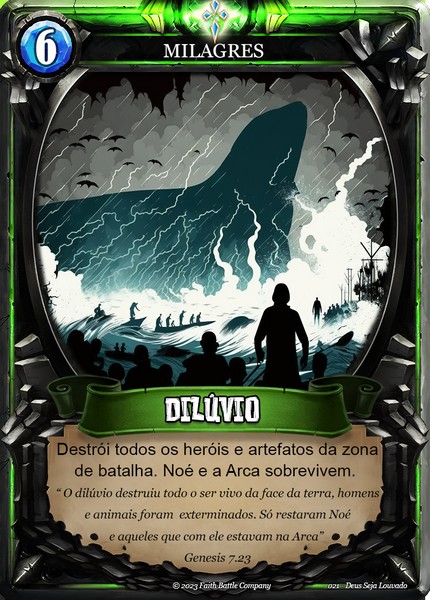 6
MILAGRES
DILÚVIO
Destrói todos os heróis e artefatos da zona
de batalha. Noé e a Arca sobrevivem.
“ O dilúvio destruiu todo o ser vivo da face da terra, homens
e animais foram exterminados. Só restaram Noé
e aqueles que com ele estavam na Arca”
Genesis 7.23
© 2023 Faith Battle Company 021 Deus Seja Louvado